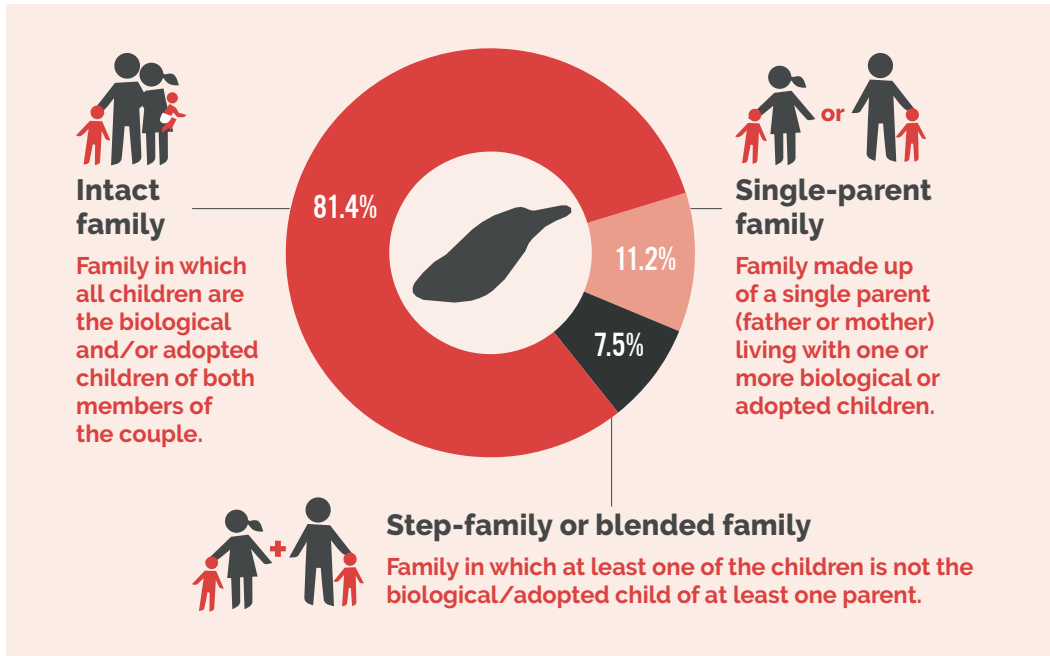 Intact
family
Family in which
all children are
the biological
and/or adopted
children of both
members of
the couple.
81.4%
11.2%
7.5%
or
Single-parent
family
Family made up
of a single parent
(father or mother)
living with one or
more biological or
adopted children.
+
Step-family or blended family
Family in which at least one of the children is not the
biological/adopted child of at least one parent.